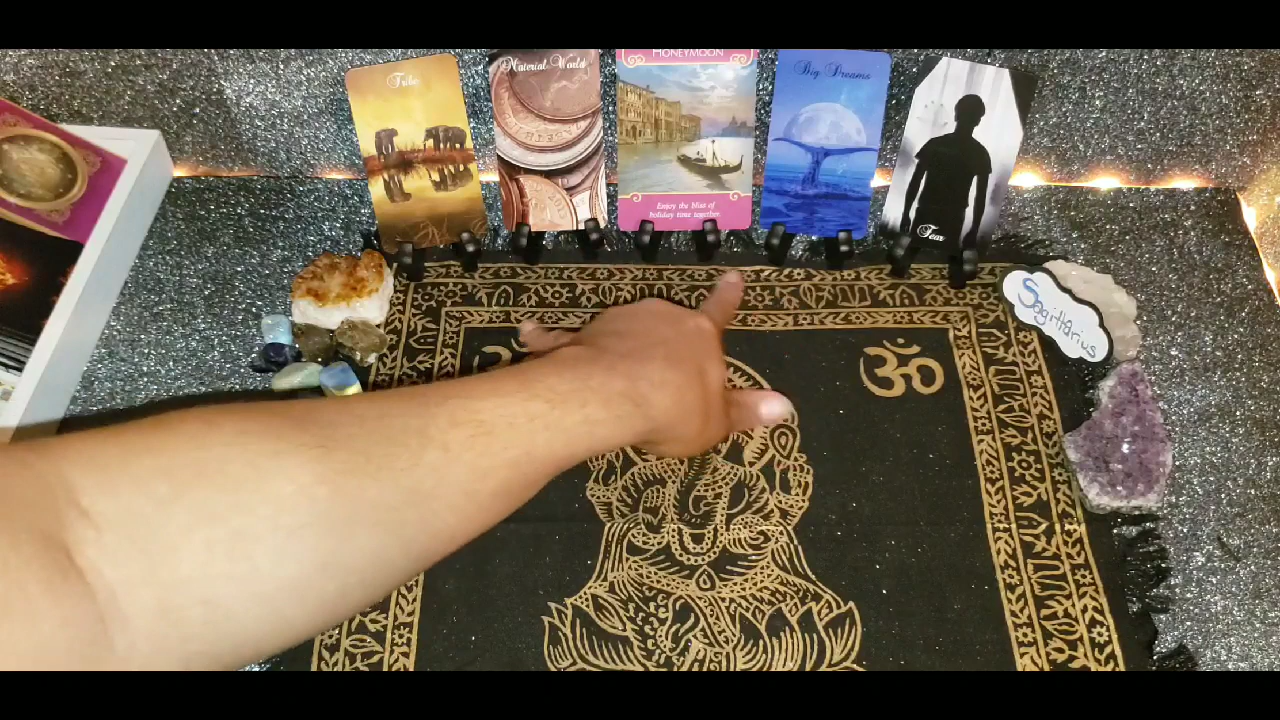 Tribe
Material World
HONEYMOON
Enjoy the bliss of
holiday time together
Big Dreams
Fear
Sagittarius
ॐ